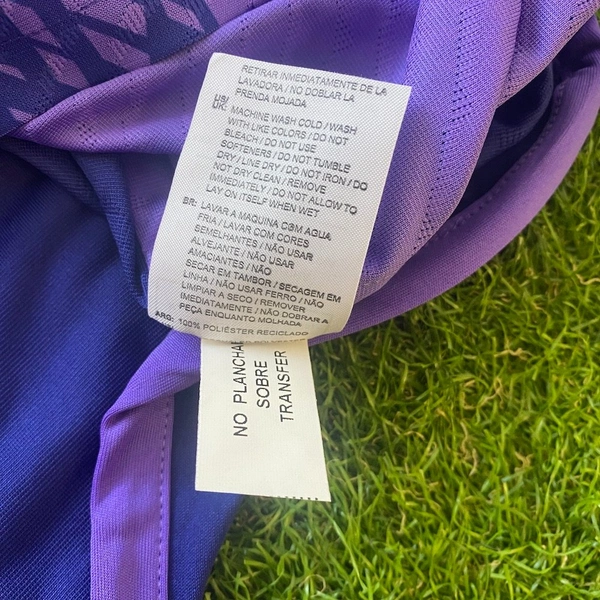 RETIRAR INMEDIATAMENTE DE LA
LAVADORA / NO DOBLAR LA
PRENDA MOJADA
US/
UK: MACHINE WASH COLD / WASH
WITH LIKE COLORS / DO NOT
BLEACH / DO NOT USE
SOFTENERS / DO NOT TUMBLE
DRY / LINE DRY / DO NOT IRON / DO
NOT DRY CLEAN / REMOVE
IMMEDIATELY / DO NOT ALLOW TO
LAY ON ITSELF WHEN WET
BR: LAVAR A MAQUINA COM AGUA
FRIA / LAVAR COM CORES
SEMELHANTES / NÃO USAR
ALVEJANTE / NÃO USAR
AMACIANTES / NÃO
SECAR EM TAMBOR / SECAGEM EM
LINHA / NÃO USAR FERRO / NÃO
LIMPIAR A SECO / REMOVER
IMEDIATAMENTE / NÃO DOBRAR A
PEÇA ENQUANTO MOLHADA
ARG: 100% POLIÉSTER RECICLADO
NO PLANCHA
SOBRE
TRANSFER